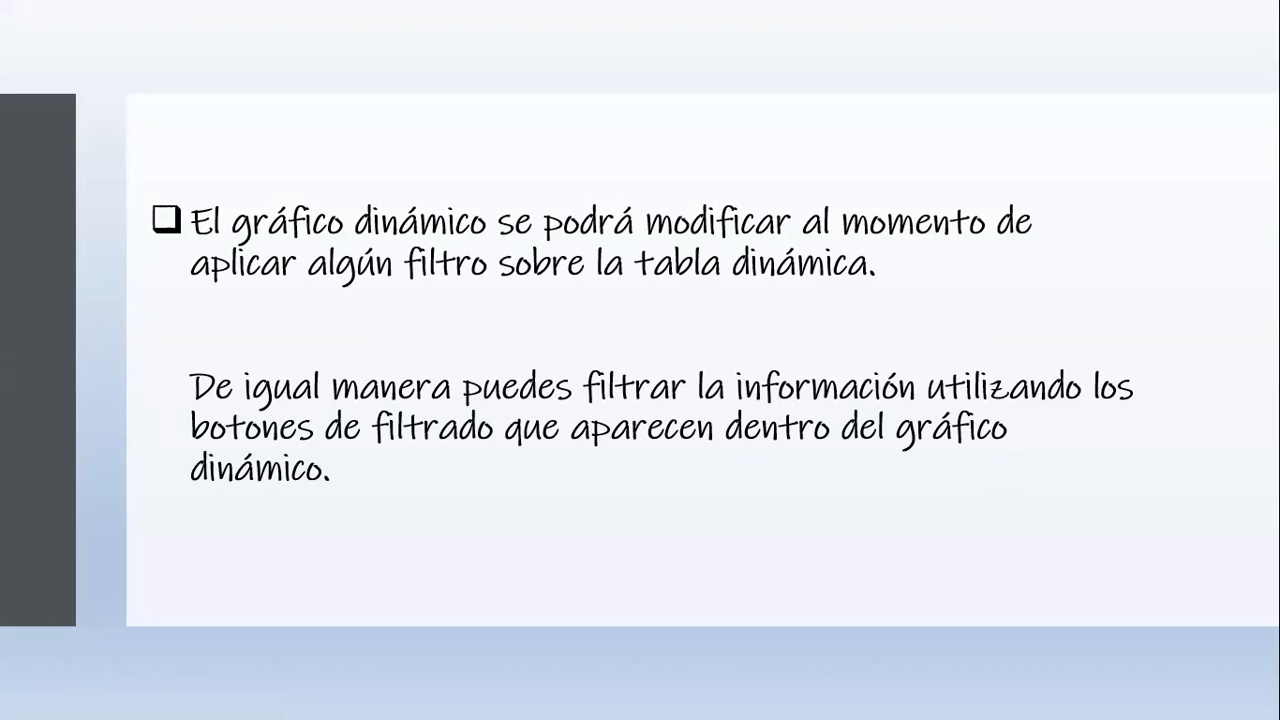 El gráfico dinámico se podrá modificar al momento de
aplicar algún filtro sobre la tabla dinámica.
De igual manera puedes filtrar la información utilizando los
botones de filtrado que aparecen dentro del gráfico
dinámico.